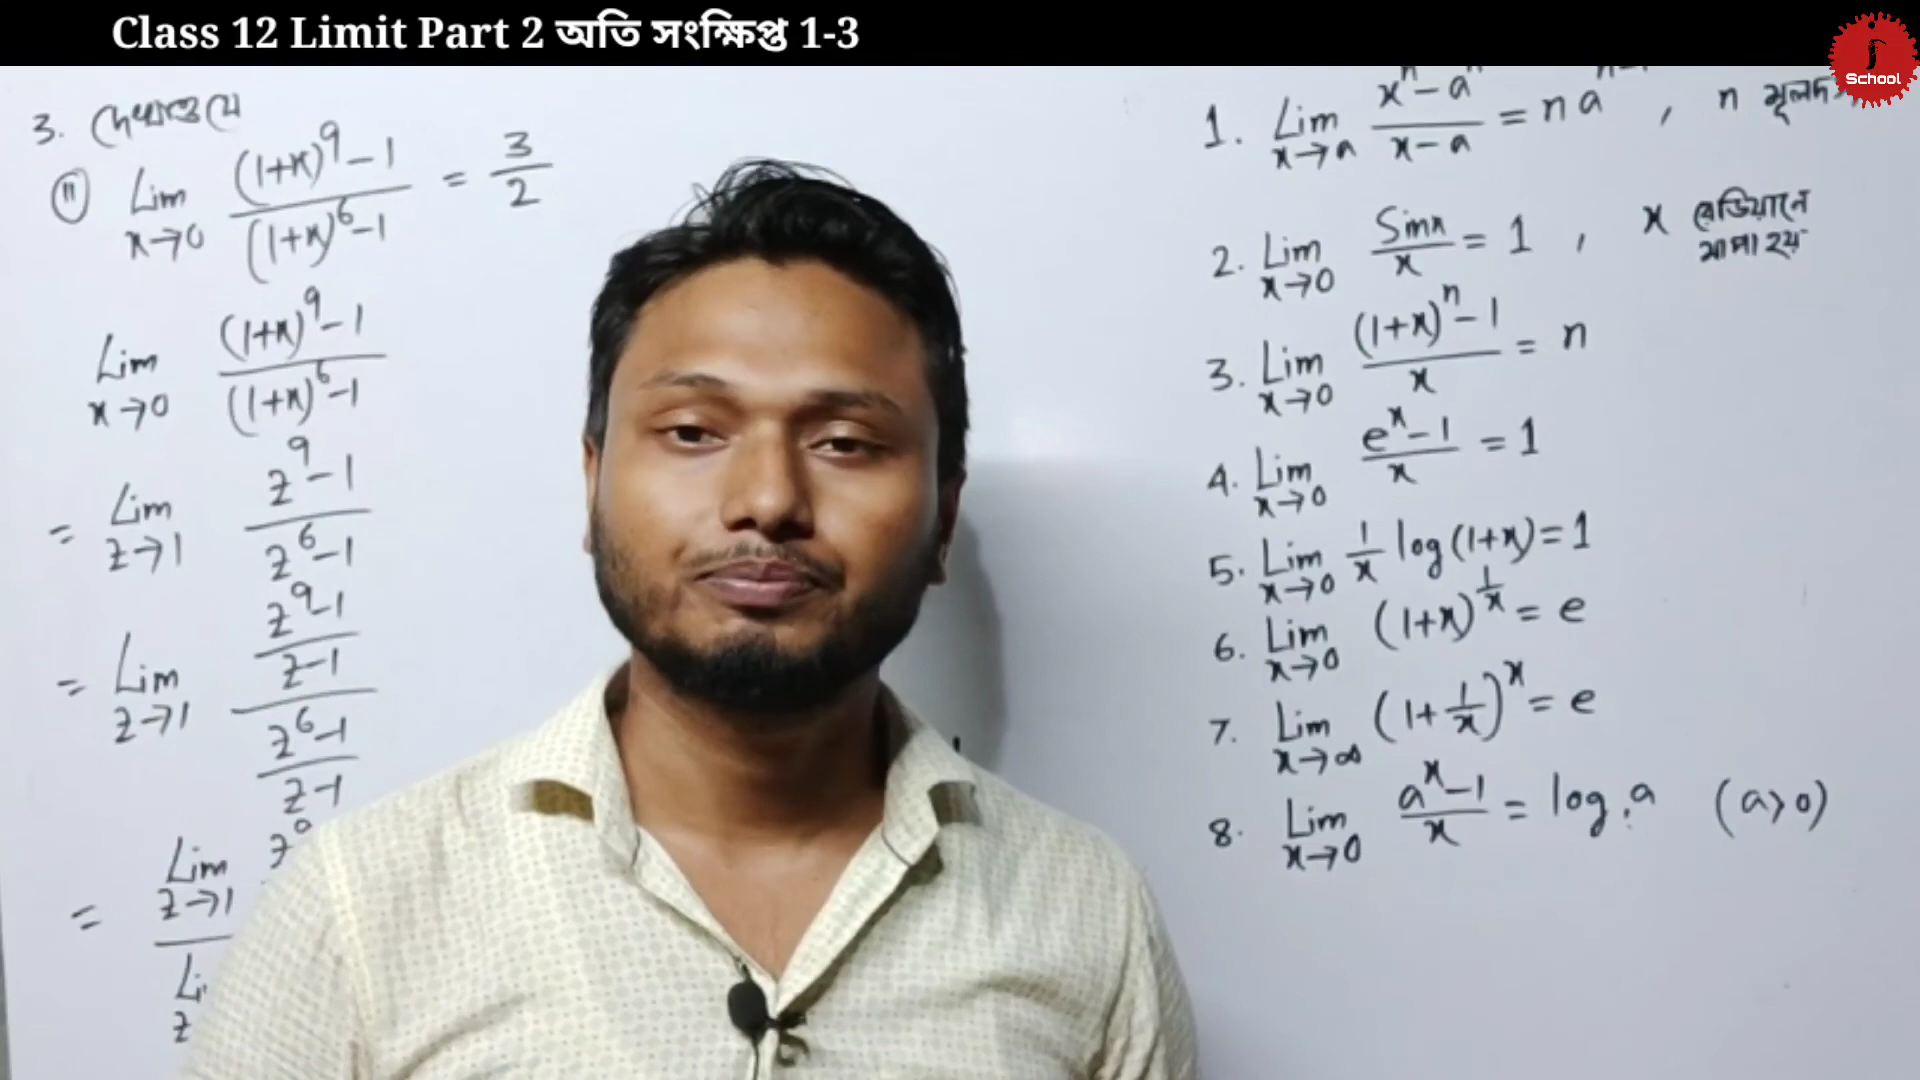 Class 12 Limit Part 2 অতি সংক্ষিপ্ত 1-3
School
3. দেখাও যে
(ii) Lim x→0 ((1+x)^9-1)/((1+x)^6-1) = 3/2
Lim x→0 ((1+x)^9-1)/((1+x)^6-1)
= Lim z→1 (z^9-1)/(z^6-1)
= Lim z→1 ((z^9-1)/(z-1))/((z^6-1)/(z-1))
= Lim z→1 z^9
Li
z
1. Lim x→a (x^n-a^n)/(x-a) = na^n-1, n
2. Lim x→0 Sinx/x = 1, x রেডিয়ানে
মাপা হয়
3. Lim x→0 ((1+x)^n-1)/x = n
4. Lim x→0 (e^x-1)/x = 1
5. Lim x→0 1/x log(1+x)=1
6. Lim x→0 (1+x)^1/x = e
7. Lim x→∞ (1+1/x)^x = e
8. Lim x→0 (a^x-1)/x = log.a (a>0)